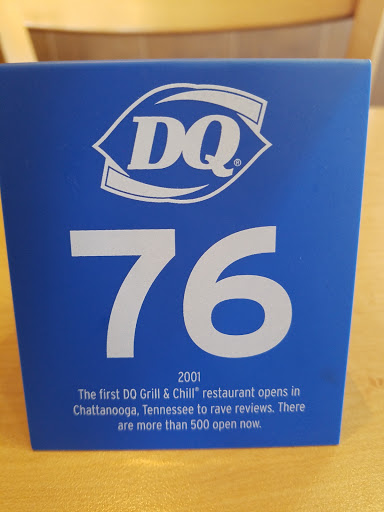 DQ®
76
2001
The first DQ Grill & Chill® restaurant opens in
Chattanooga, Tennessee to rave reviews. There
are more than 500 open now.